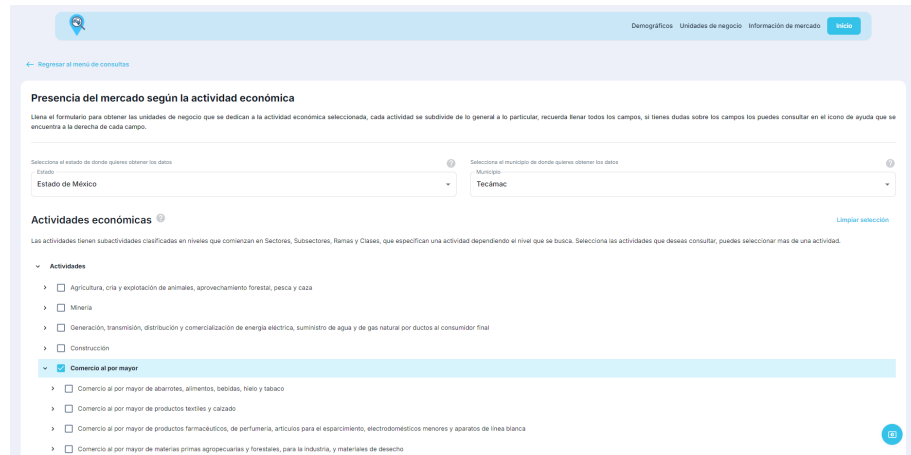 Demográficos Unidades de negocio Información de mercado Inicio
← Regresar al menú de consultas
Presencia del mercado según la actividad económica
Llena el formulario para obtener las unidades de negocio que se dedican a la actividad económica seleccionada, cada actividad se subdivide de lo general a lo particular, recuerda llenar todos los campos, si tienes dudas sobre los campos los puedes consultar en el icono de ayuda que se
encuentra a la derecha de cada campo.
Selecciona el estado de donde quieres obtener los datos
Estado
Estado de México
Selecciona el municipio de donde quieres obtener los datos
Municipio
Tecámac
Actividades económicas
Limpiar selección
Las actividades tienen subactividades clasificadas en niveles que comienzan en Sectores, Subsectores, Ramas y Clases, que especifican una actividad dependiendo el nivel que se busca. Selecciona las actividades que deseas consultar, puedes seleccionar mas de una actividad.
Actividades
Agricultura, cría y explotación de animales, aprovechamiento forestal, pesca y caza
Minería
Generación, transmisión, distribución y comercialización de energía eléctrica, suministro de agua y de gas natural por ductos al consumidor final
Construcción
Comercio al por mayor
Comercio al por mayor de abarrotes, alimentos, bebidas, hielo y tabaco
Comercio al por mayor de productos textiles y calzado
Comercio al por mayor de productos farmacéuticos, de perfumería, artículos para el esparcimiento, electrodomésticos menores y aparatos de línea blanca
Comercio al por mayor de materias primas agropecuarias y forestales, para la industria, y materiales de desecho